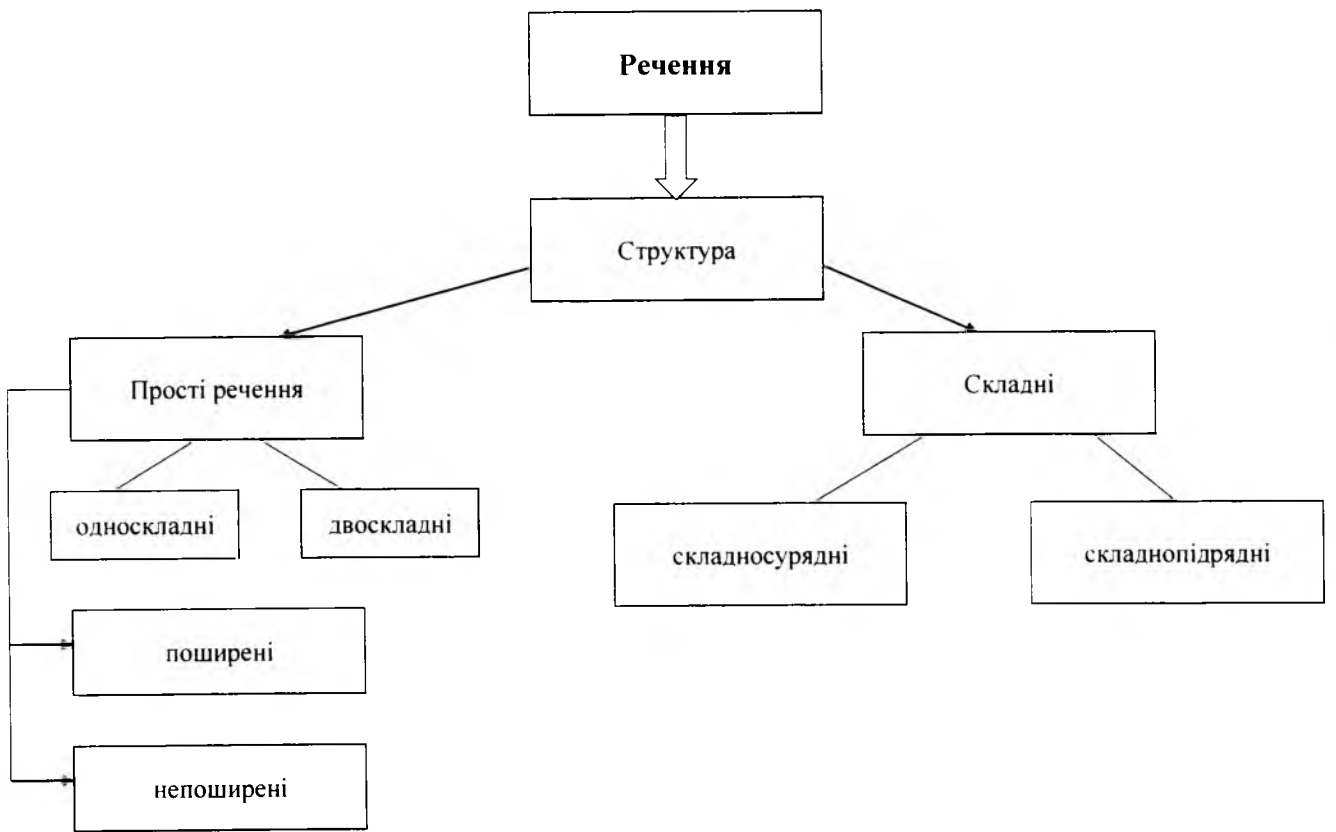 Речення
Структура
Прості речення
Складні
односкладні
двоскладні
складносурядні
складнопідрядні
поширені
непоширені